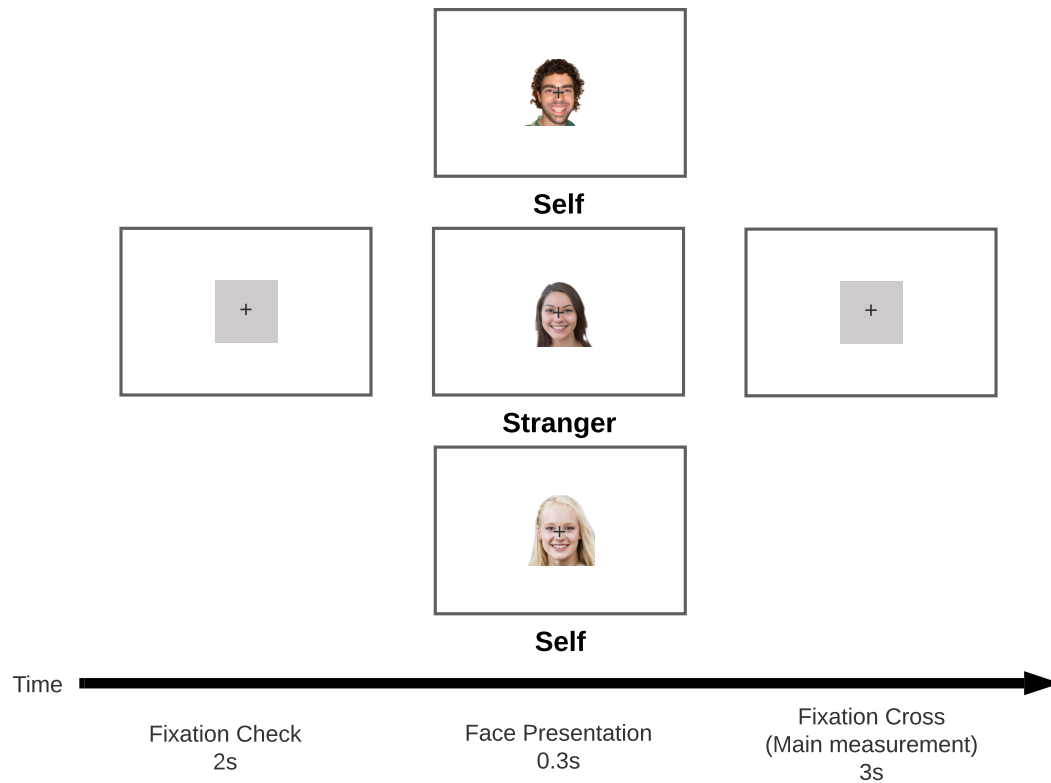 Self
Stranger
Self
Time
Fixation Check
2s
Face Presentation
0.3s
Fixation Cross
(Main measurement)
3s